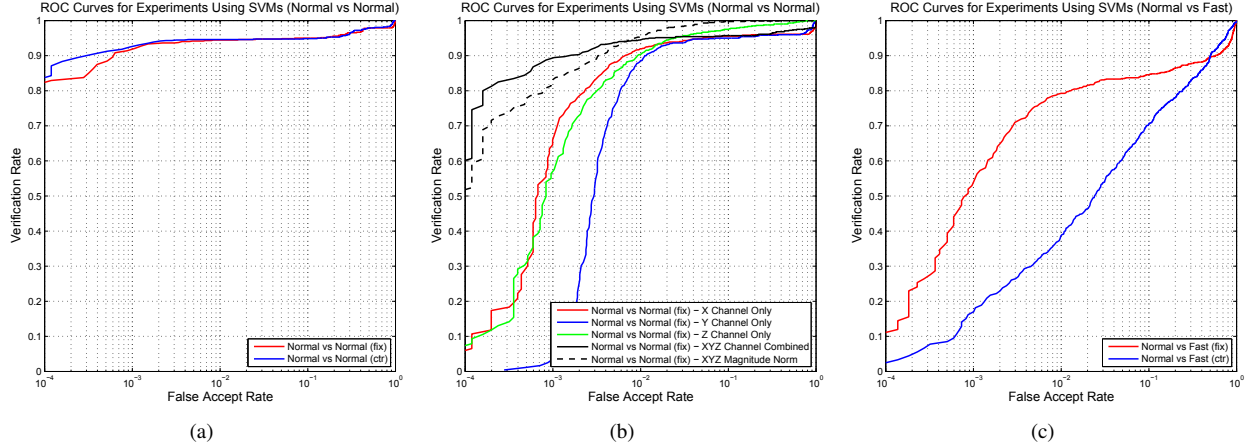 ROC Curves for Experiments Using SVMs (Normal vs Normal)
1
0.9
0.8
0.7
0.6
0.5
0.4
0.3
0.2
0.1
0
Verification Rate
Normal vs Normal (fix)
Normal vs Normal (ctr)
10⁻⁴ 10⁻³ 10⁻² 10⁻¹ 10⁰
False Accept Rate
(a)
ROC Curves for Experiments Using SVMs (Normal vs Normal)
1
0.9
0.8
0.7
0.6
0.5
0.4
0.3
0.2
0.1
0
Verification Rate
Normal vs Normal (fix) − X Channel Only
Normal vs Normal (fix) − Y Channel Only
Normal vs Normal (fix) − Z Channel Only
Normal vs Normal (fix) − XYZ Channel Combined
Normal vs Normal (fix) − XYZ Magnitude Norm
10⁻⁴ 10⁻³ 10⁻² 10⁻¹ 10⁰
False Accept Rate
(b)
ROC Curves for Experiments Using SVMs (Normal vs Fast)
1
0.9
0.8
0.7
0.6
0.5
0.4
0.3
0.2
0.1
0
Verification Rate
Normal vs Fast (fix)
Normal vs Fast (ctr)
10⁻⁴ 10⁻³ 10⁻² 10⁻¹ 10⁰
False Accept Rate
(c)